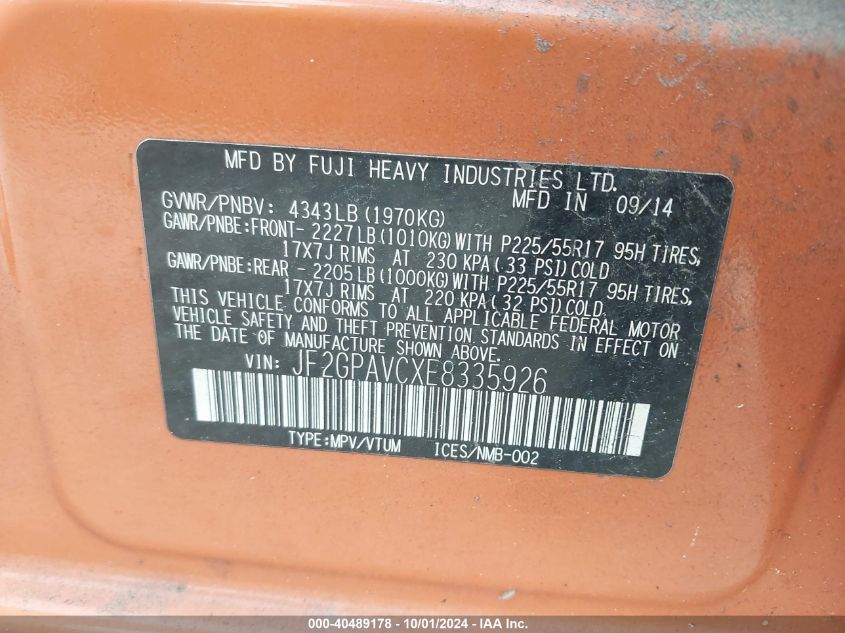 MFD BY FUJI HEAVY INDUSTRIES LTD.
MFD IN 09/14
GVWR/PNBV: 4343LB (1970KG)
GAWR/PNBE:FRONT- 2227LB (1010KG) WITH P225/55R17 95H TIRES,
17X7J RIMS AT 230 KPA (33 PSI) COLD
GAWR/PNBE:REAR - 2205LB (1000KG) WITH P225/55R17 95H TIRES,
17X7J RIMS AT 220 KPA (32 PSI) COLD.
THIS VEHICLE CONFORMS TO ALL APPLICABLE FEDERAL MOTOR
VEHICLE SAFETY AND THEFT PREVENTION STANDARDS IN EFFECT ON
THE DATE OF MANUFACTURE SHOWN ABOVE.
VIN: JF2GPAVCXE8335926
TYPE:MPV/VTUM ICES/NMB-002
000-40489178 - 10/01/2024 - IAA Inc.